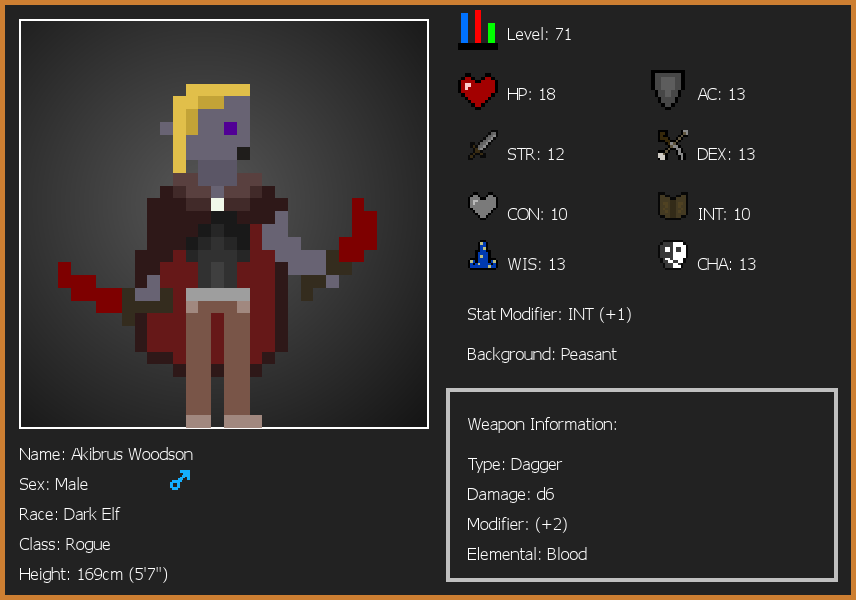 Level: 71
HP: 18
AC: 13
STR: 12
DEX: 13
CON: 10
INT: 10
WIS: 13
CHA: 13
Stat Modifier: INT (+1)
Background: Peasant
Weapon Information:
Type: Dagger
Damage: d6
Modifier: (+2)
Elemental: Blood
Name: Akibrus Woodson
Sex: Male
Race: Dark Elf
Class: Rogue
Height: 169cm (5'7")